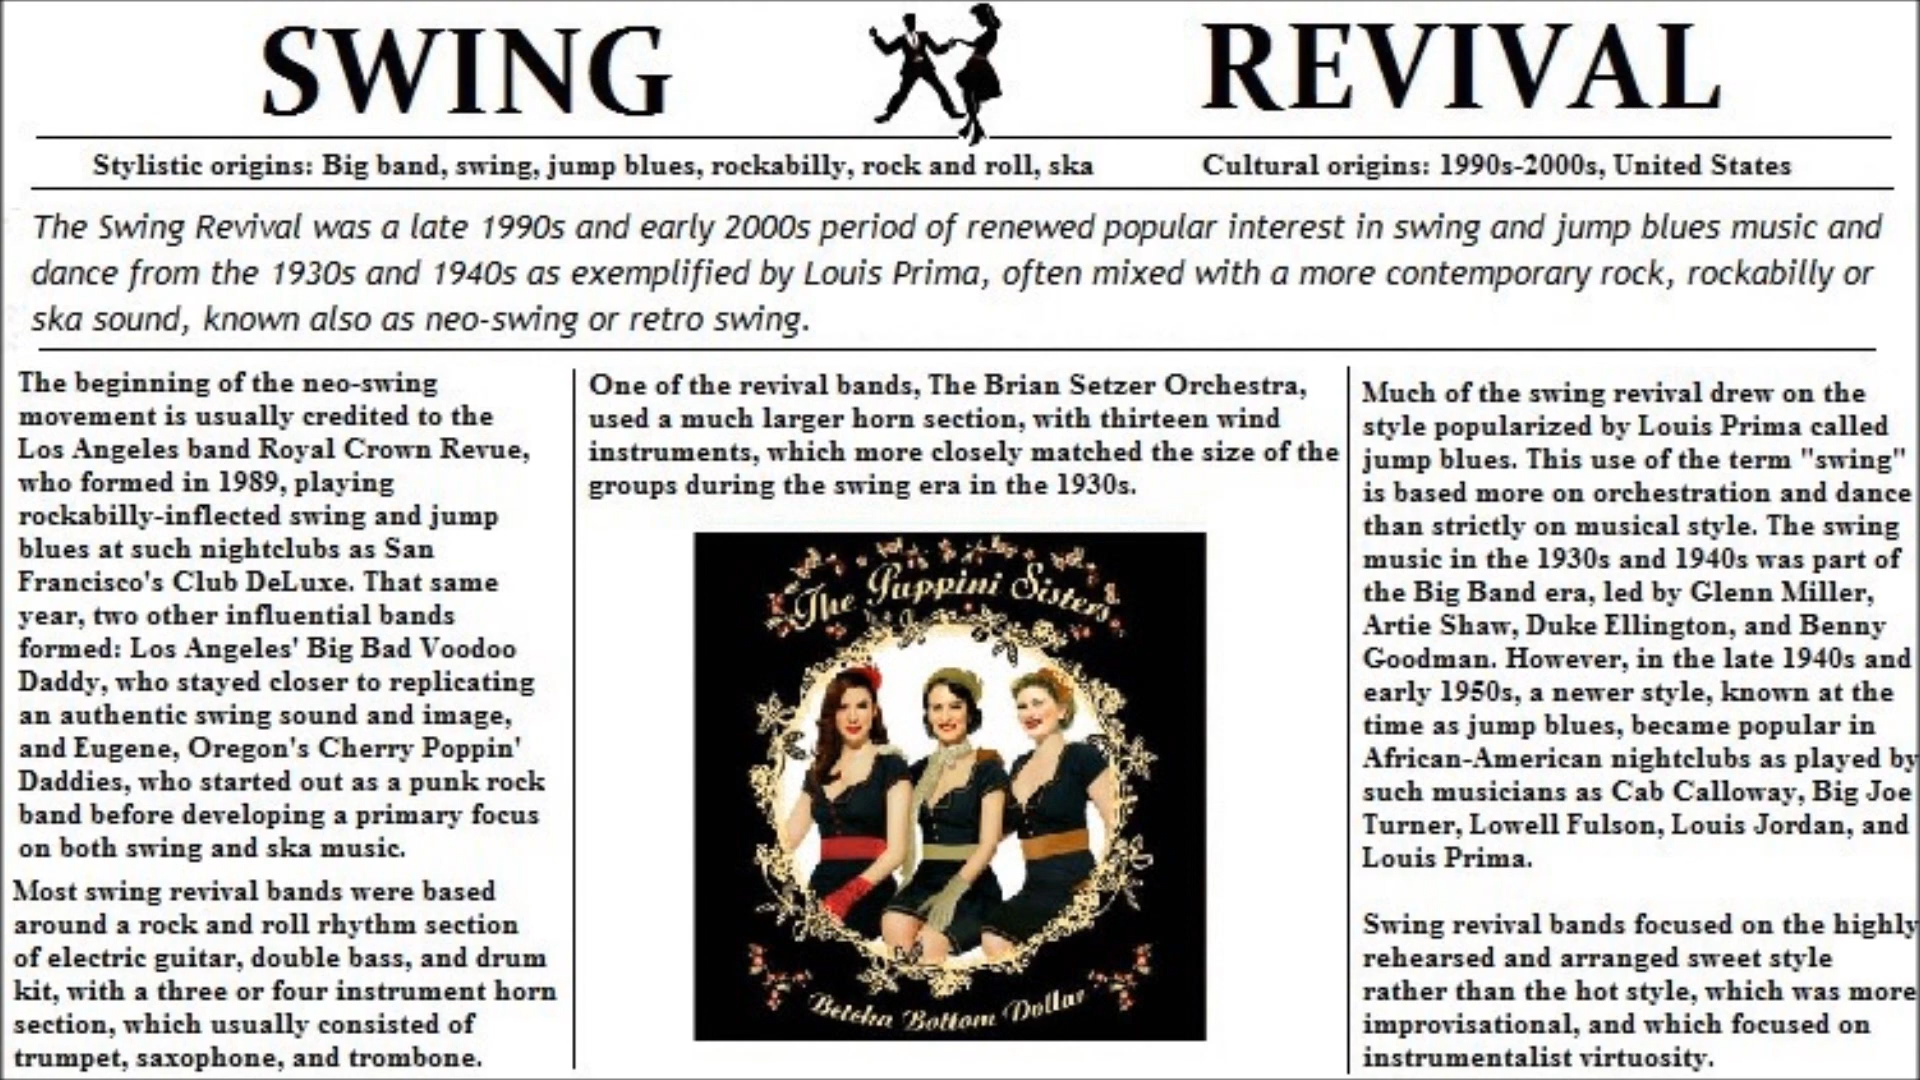 SWING REVIVAL
Stylistic origins: Big band, swing, jump blues, rockabilly, rock and roll, ska
Cultural origins: 1990s-2000s, United States
The Swing Revival was a late 1990s and early 2000s period of renewed popular interest in swing and jump blues music and
dance from the 1930s and 1940s as exemplified by Louis Prima, often mixed with a more contemporary rock, rockabilly or
ska sound, known also as neo-swing or retro swing.
The beginning of the neo-swing
movement is usually credited to the
Los Angeles band Royal Crown Revue,
who formed in 1989, playing
rockabilly-inflected swing and jump
blues at such nightclubs as San
Francisco's Club DeLuxe. That same
year, two other influential bands
formed: Los Angeles' Big Bad Voodoo
Daddy, who stayed closer to replicating
an authentic swing sound and image,
and Eugene, Oregon's Cherry Poppin'
Daddies, who started out as a punk rock
band before developing a primary focus
on both swing and ska music.
Most swing revival bands were based
around a rock and roll rhythm section
of electric guitar, double bass, and drum
kit, with a three or four instrument horn
section, which usually consisted of
trumpet, saxophone, and trombone.
One of the revival bands, The Brian Setzer Orchestra,
used a much larger horn section, with thirteen wind
instruments, which more closely matched the size of the
groups during the swing era in the 1930s.
The Puppini Sisters
Betcha Bottom Dollar
Much of the swing revival drew on the
style popularized by Louis Prima called
jump blues. This use of the term "swing"
is based more on orchestration and dance
than strictly on musical style. The swing
music in the 1930s and 1940s was part of
the Big Band era, led by Glenn Miller,
Artie Shaw, Duke Ellington, and Benny
Goodman. However, in the late 1940s and
early 1950s, a newer style, known at the
time as jump blues, became popular in
African-American nightclubs as played by
such musicians as Cab Calloway, Big Joe
Turner, Lowell Fulson, Louis Jordan, and
Louis Prima.
Swing revival bands focused on the highly
rehearsed and arranged sweet style
rather than the hot style, which was more
improvisational, and which focused on
instrumentalist virtuosity.